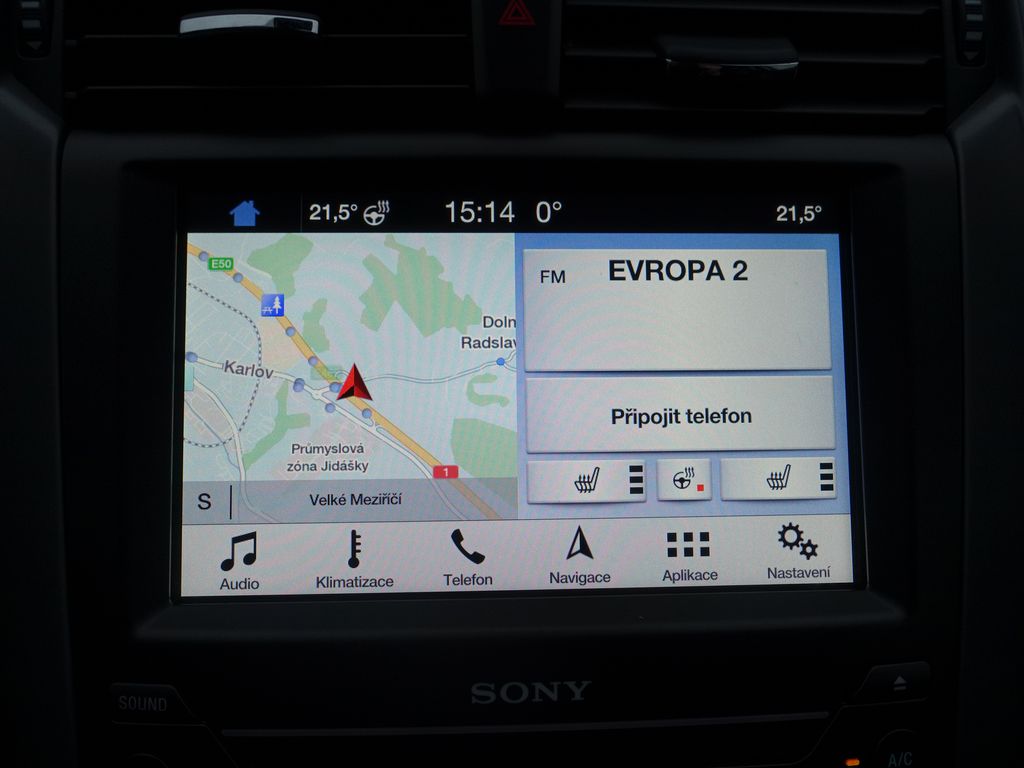 21,5° 15:14 0° 21,5°
E50
Karlov
Doln
Radslav
Průmyslová
zóna Jidášky
1
S Velké Meziříčí
FM EVROPA 2
Připojit telefon
Audio Klimatizace Telefon Navigace Aplikace Nastavení
SONY
SOUND
A/C